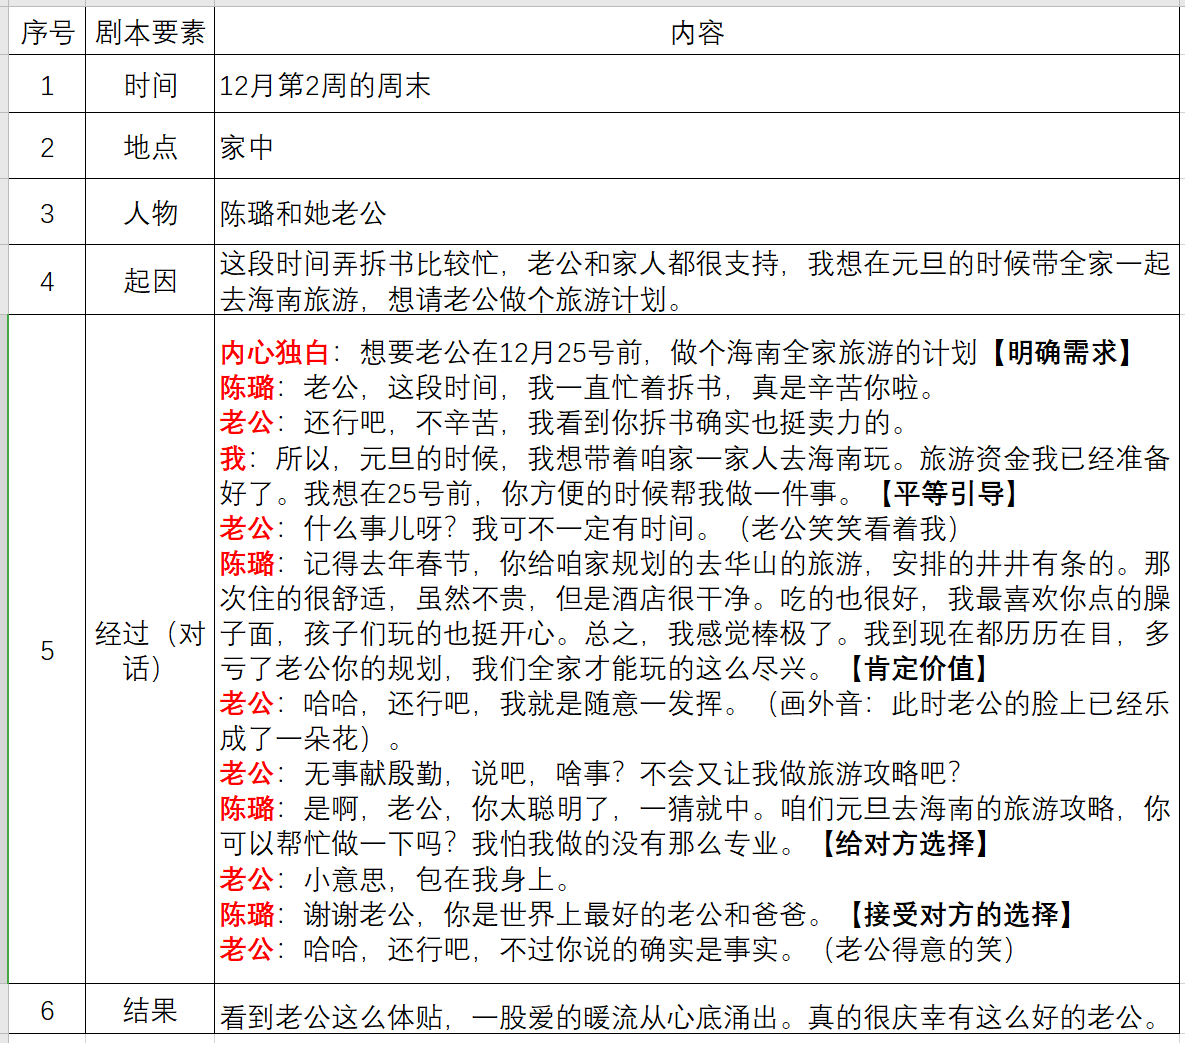 序号 剧本要素 内容
1 时间 12月第2周的周末
2 地点 家中
3 人物 陈璐和她老公
4 起因 这段时间弄拆书比较忙，老公和家人都很支持，我想在元旦的时候带全家一起
去海南旅游，想请老公做个旅游计划。
5 经过（对
话）
内心独白：想要老公在12月25号前，做个海南全家旅游的计划【明确需求】
陈璐：老公，这段时间，我一直忙着拆书，真是辛苦你啦。
老公：还行吧，不辛苦，我看到你拆书确实也挺卖力的。
我：所以，元旦的时候，我想带着咱家一家人去海南玩。旅游资金我已经准备
好了。我想在25号前，你方便的时候帮我做一件事。【平等引导】
老公：什么事儿呀？我可不一定有时间。（老公笑笑看着我）
陈璐：记得去年春节，你给咱家规划的去华山的旅游，安排的井井有条的。那
次住的很舒适，虽然不贵，但是酒店很干净。吃的也很好，我最喜欢你点的臊
子面，孩子们玩的也挺开心。总之，我感觉棒极了。我到现在都历历在目，多
亏了老公你的规划，我们全家才能玩的这么尽兴。【肯定价值】
老公：哈哈，还行吧，我就是随意一发挥。（画外音：此时老公的脸上已经乐
成了一朵花）。
老公：无事献殷勤，说吧，啥事？不会又让我做旅游攻略吧？
陈璐：是啊，老公，你太聪明了，一猜就中。咱们元旦去海南的旅游攻略，你
可以帮忙做一下吗？我怕我做的没有那么专业。【给对方选择】
老公：小意思，包在我身上。
陈璐：谢谢老公，你是世界上最好的老公和爸爸。【接受对方的选择】
老公：哈哈，还行吧，不过你说的确实是事实。（老公得意的笑）
6 结果 看到老公这么体贴，一股爱的暖流从心底涌出。真的很庆幸有这么好的老公。